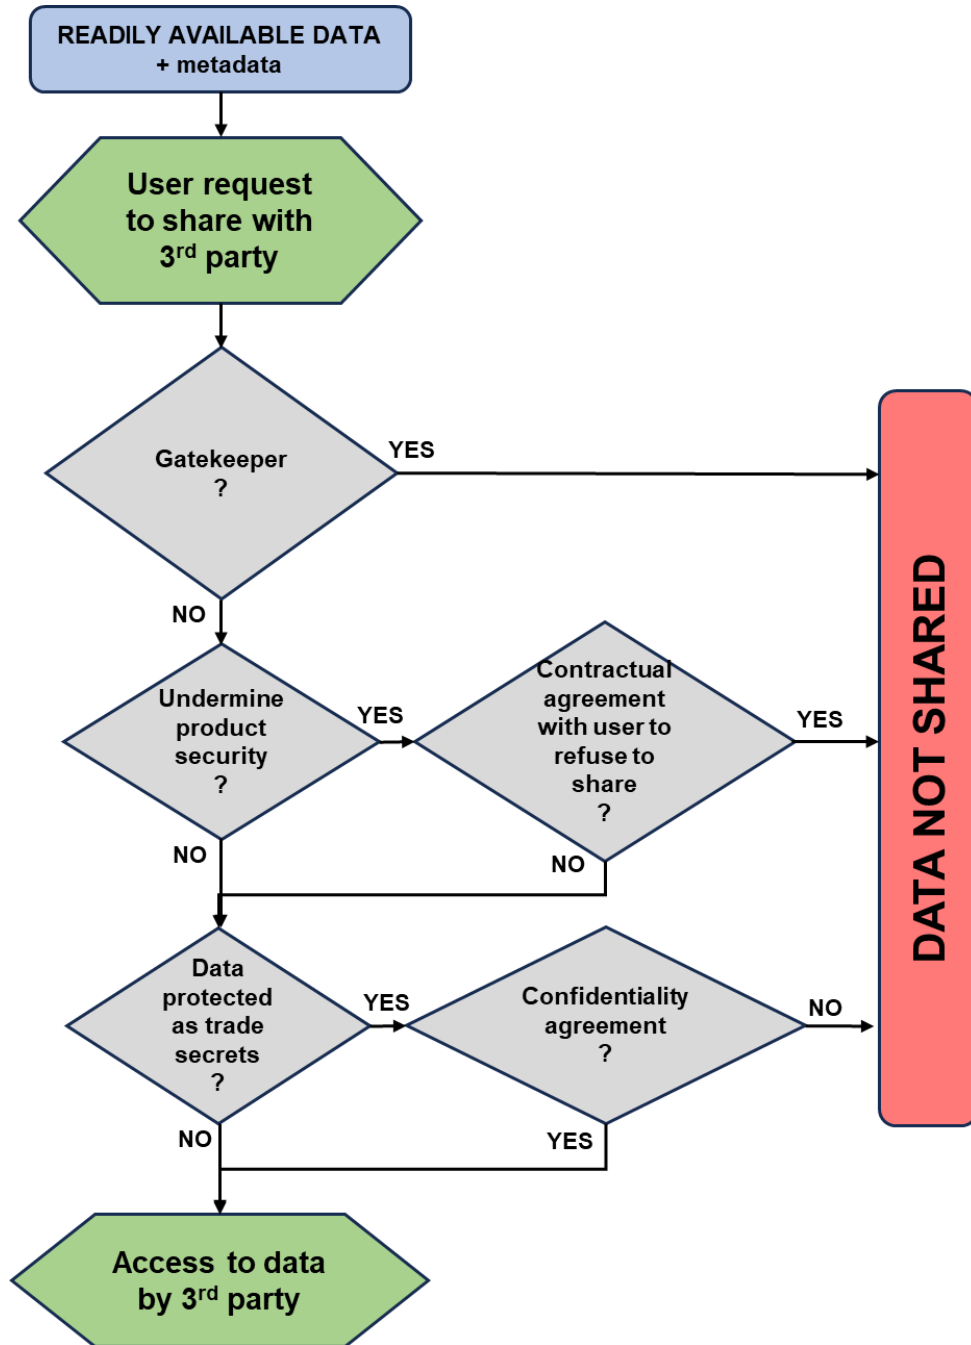 READILY AVAILABLE DATA
+ metadata
User request
to share with
3rd party
Gatekeeper
?
YES
NO
Undermine
product
security
?
YES
Contractual
agreement
with user to
refuse to
share
?
YES
NO
NO
Data
protected
as trade
secrets
?
YES
Confidentiality
agreement
?
NO
NO
YES
Access to data
by 3rd party
DATA NOT SHARED